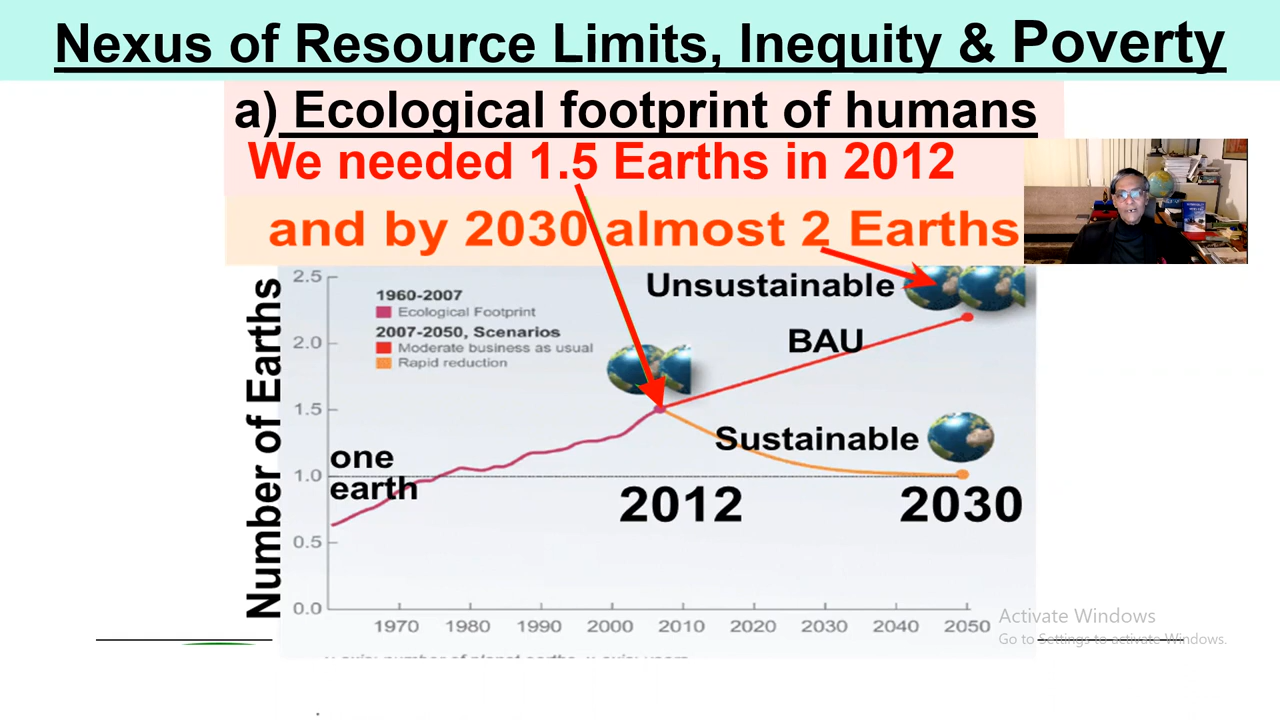 Nexus of Resource Limits, Inequity & Poverty
a) Ecological footprint of humans
We needed 1.5 Earths in 2012
and by 2030 almost 2 Earths
Number of Earths
2.5
2.0
1.5
1.0
0.5
0.0
1960-2007
Ecological Footprint
2007-2050, Scenarios
Moderate business as usual
Rapid reduction
Unsustainable
BAU
Sustainable
one
earth
2012
2030
1970 1980 1990 2000 2010 2020 2030 2040 2050
Activate Windows
Go to Settings to activate Windows.